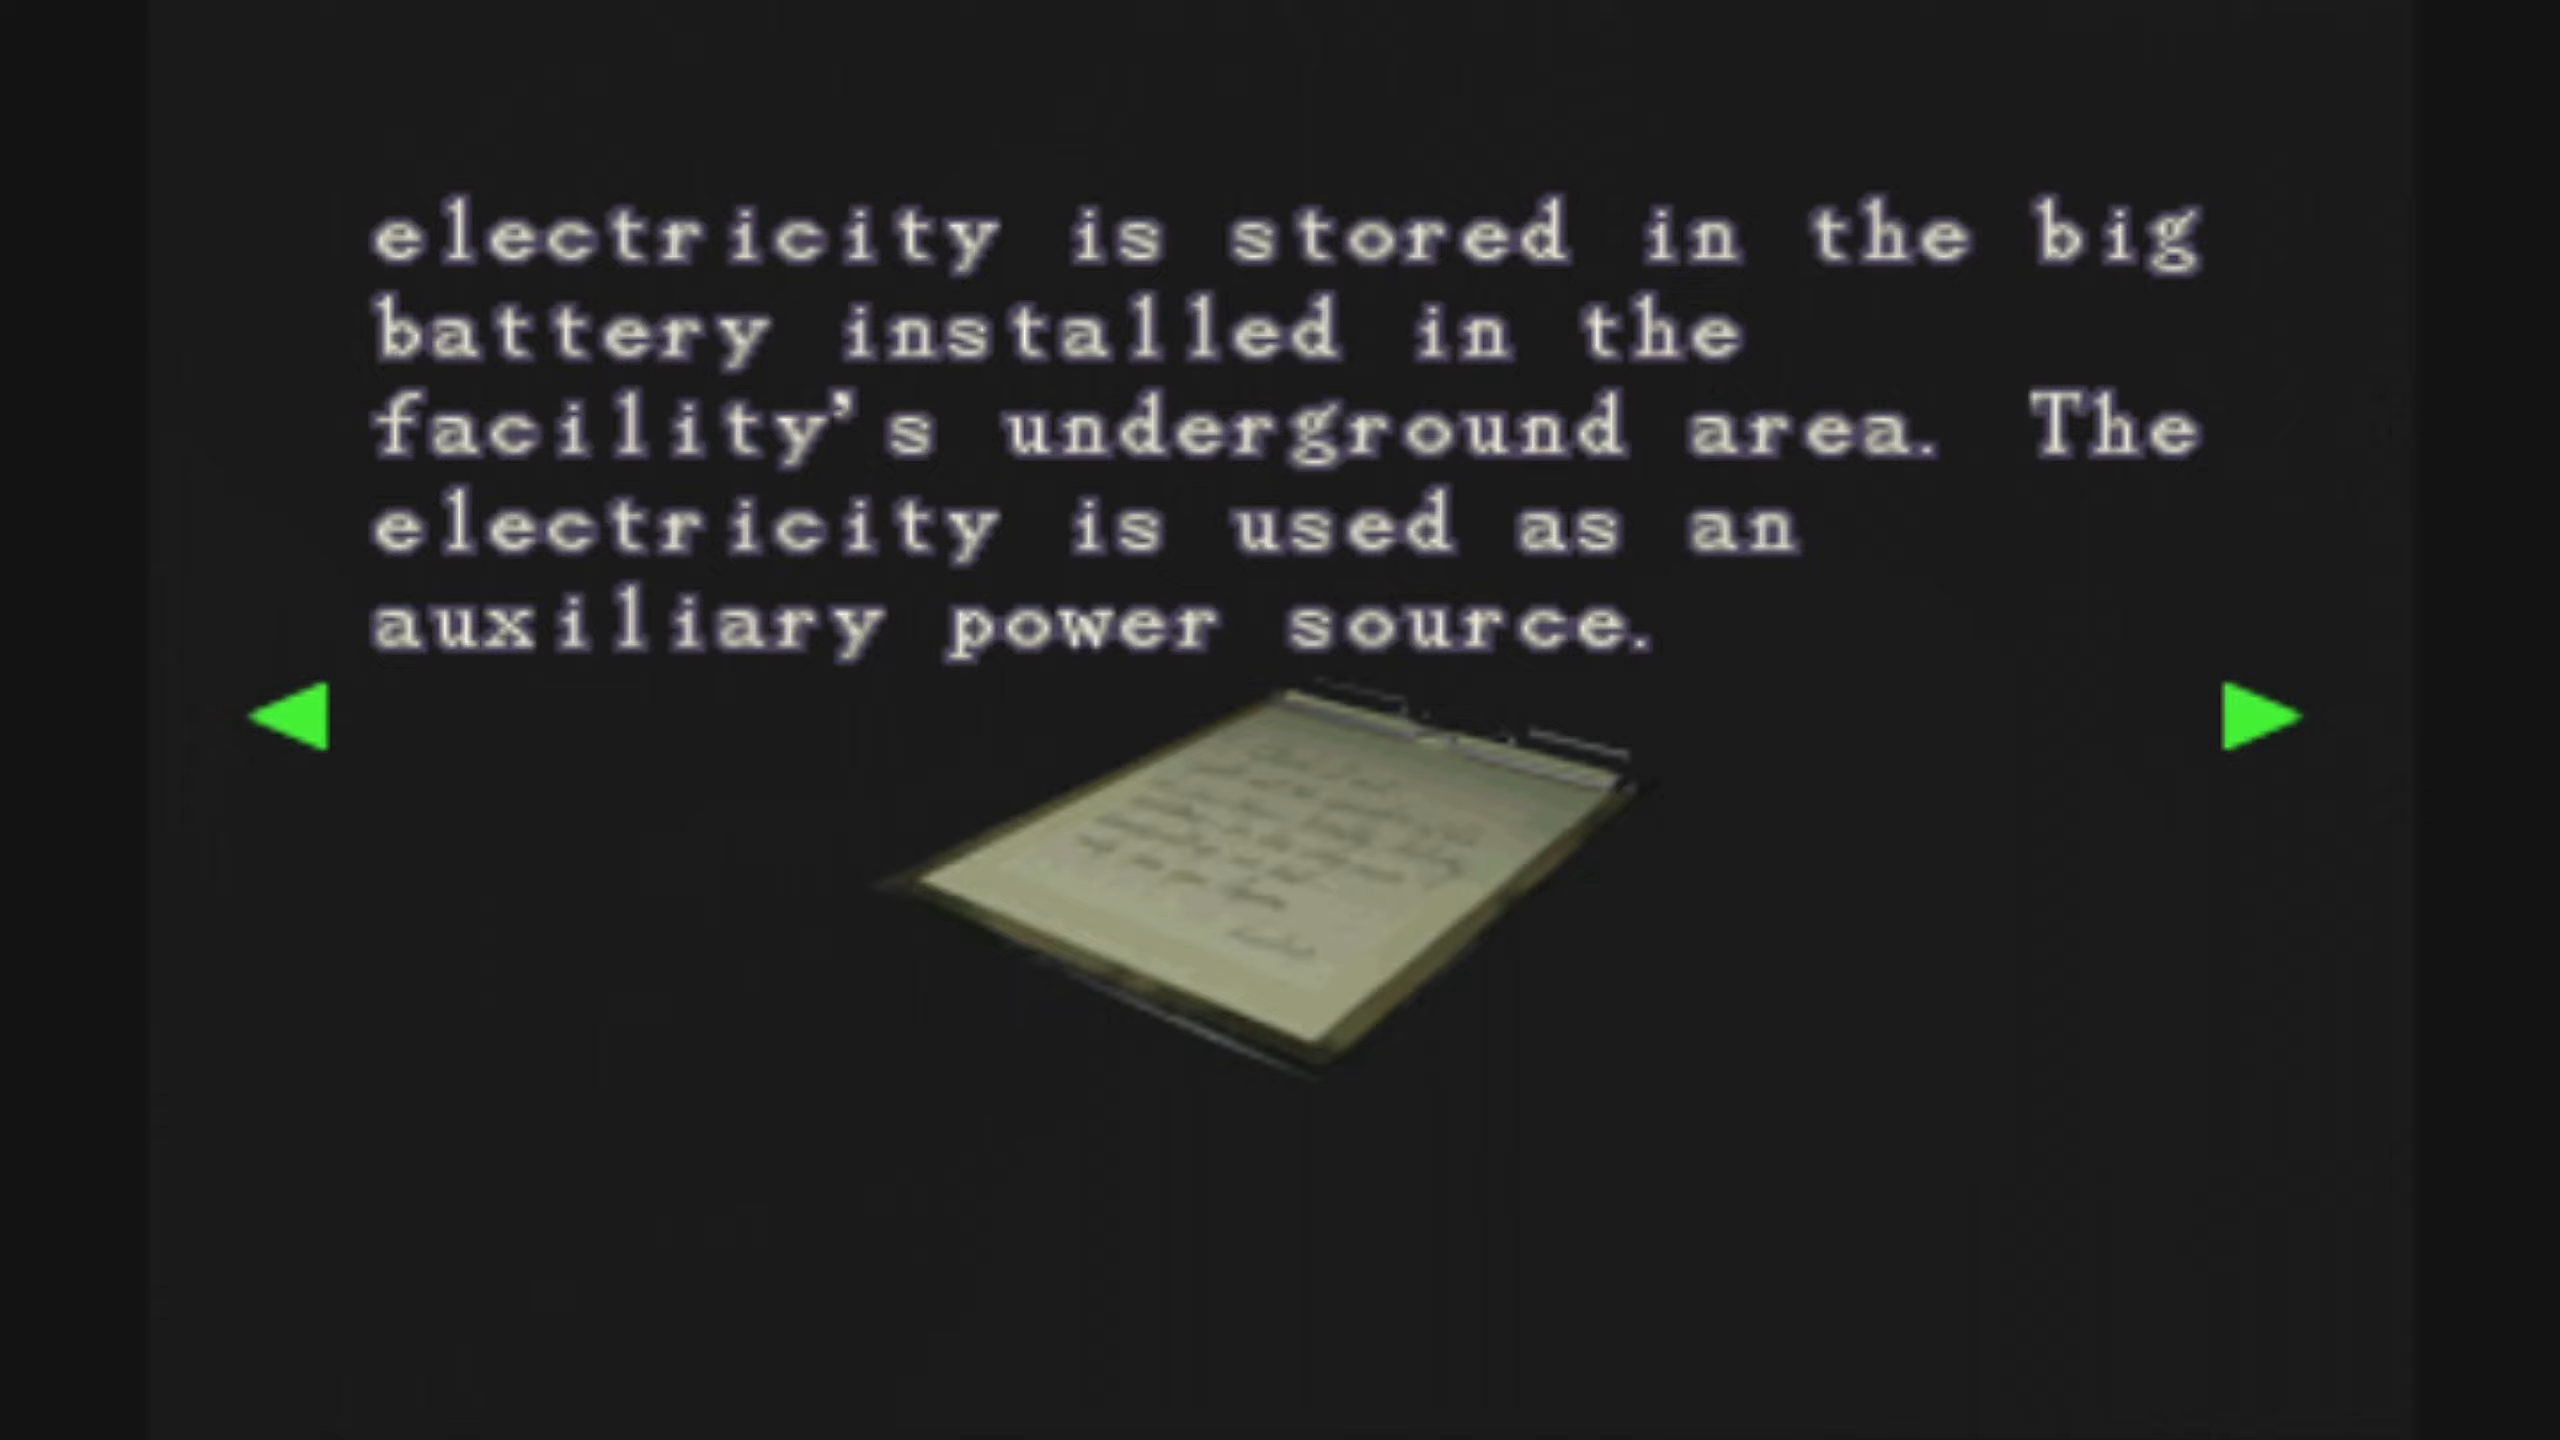 electricity is stored in the big
battery installed in the
facility's underground area. The
electricity is used as an
auxiliary power source.